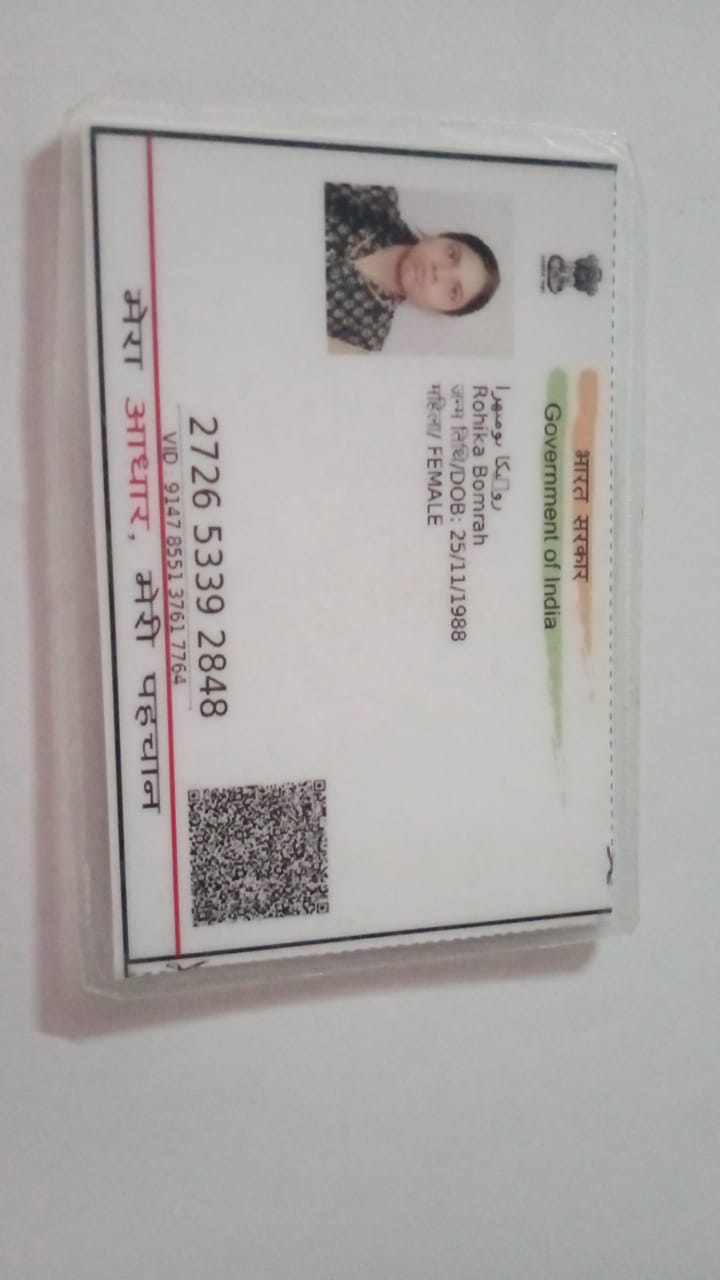 भारत सरकार
Government of India
Rohika Bomrah
जन्म तिथि/DOB: 25/11/1988
महिला/ FEMALE
2726 5339 2848
VID : 9147 8551 3761 7764
मेरा आधार, मेरी पहचान